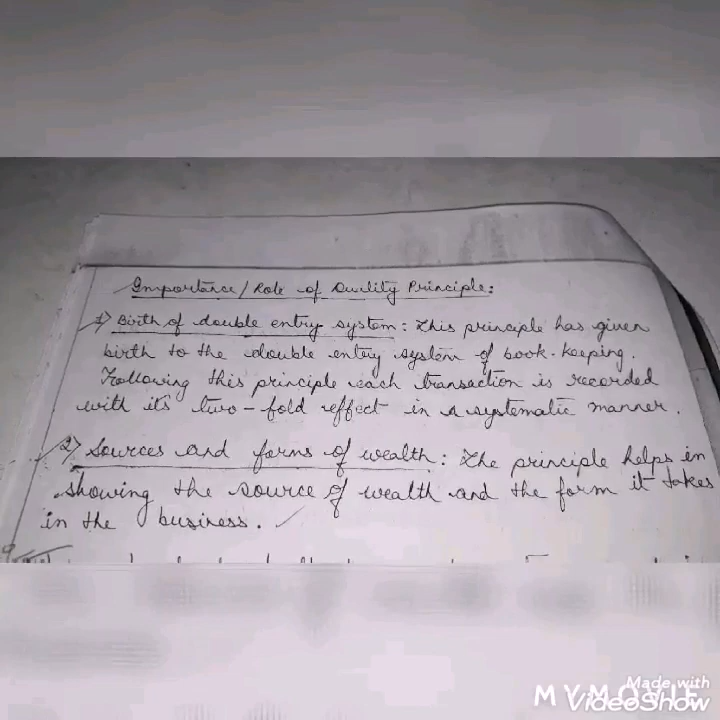 Importance/Role of Duality Principle:
1) Birth of double entry system: This principle has given
birth to the double entry system of book-keeping.
Following this principle each transaction is recorded
with its two-fold effect in a systematic manner.
2) Sources and forms of wealth: The principle helps in
showing the source of wealth and the form it takes
in the business.
Made with
MYMOVIE
VideoShow